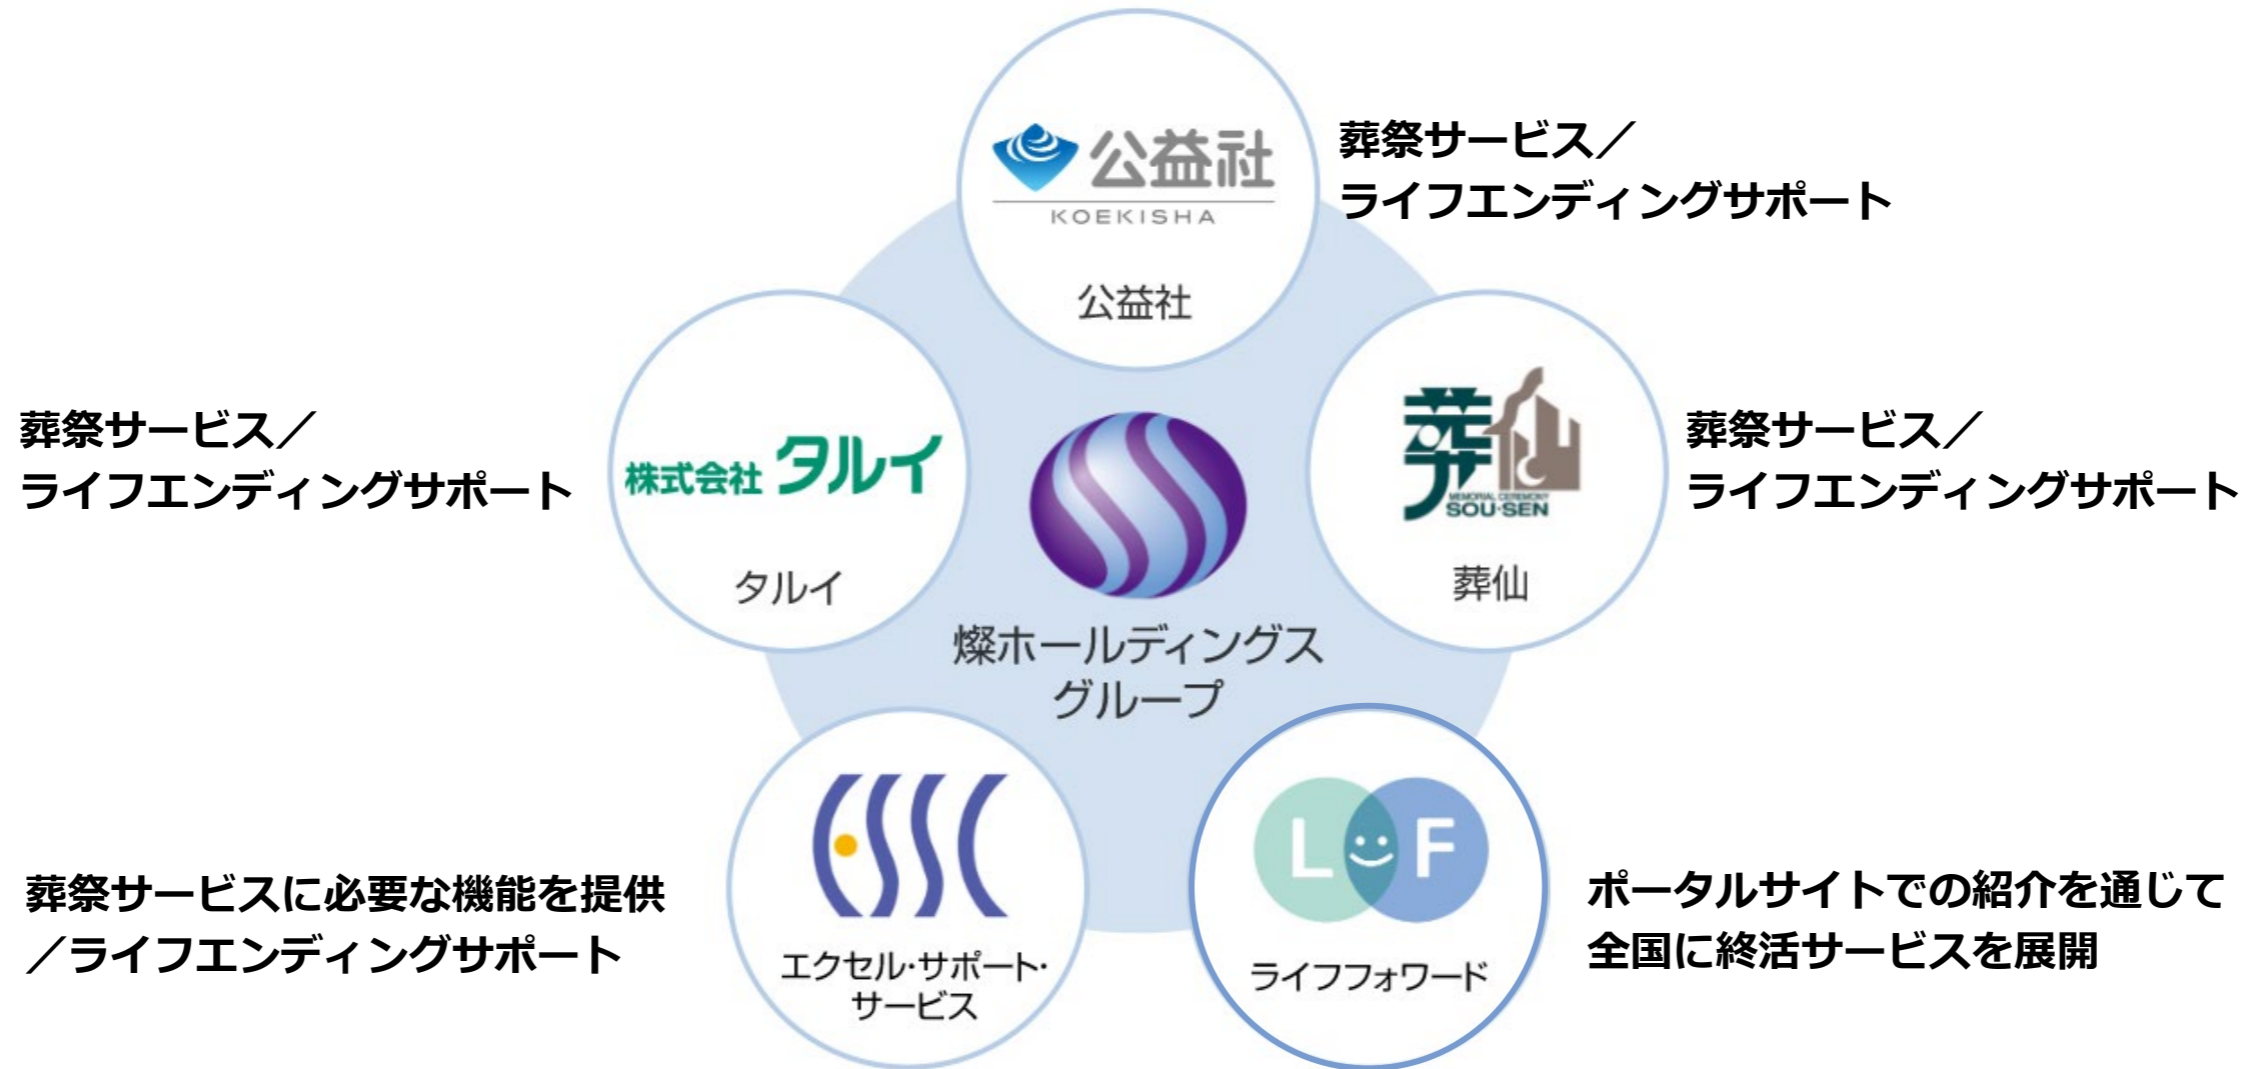 公益社
KOEKISHA
公益社
葬祭サービス／
ライフエンディングサポート
葬祭サービス／
ライフエンディングサポート
株式会社 タルイ
タルイ
葬
仙
MEMORIAL CEREMONY
SOU·SEN
葬仙
葬祭サービス／
ライフエンディングサポート
燦ホールディングス
グループ
葬祭サービスに必要な機能を提供
／ライフエンディングサポート
ESSC
エクセル・サポート・
サービス
L F
ライフフォワード
ポータルサイトでの紹介を通じて
全国に終活サービスを展開